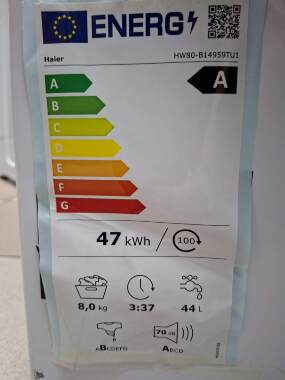 ENERG
Haier
HW80-B14959TU1
A
A
B
C
D
E
F
G
47 kWh / 100
8,0 kg
3:37
44 L
70 dB
ABCDEFG
ABCD